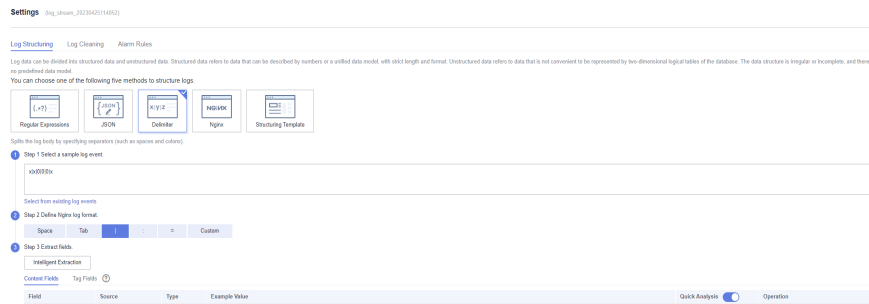 Settings (log_stream_20230425114852)
Log Structuring Log Cleaning Alarm Rules
Log data can be divided into structured data and unstructured data. Structured data refers to data that can be described by numbers or a unified data model, with strict length and format. Unstructured data refers to data that is not convenient to be represented by two-dimensional logical tables of the database. The data structure is irregular or incomplete, and there
no predefined data model.
You can choose one of the following five methods to structure logs.
{.*?} {JSON} x|y|z NGINX
Regular Expressions JSON Delimiter Nginx Structuring Template
Splits the log body by specifying separators (such as spaces and colons).
1 Step 1 Select a sample log event.
Select from existing log events
2 Step 2 Define Nginx log format.
Space Tab | : = Custom
3 Step 3 Extract fields.
Intelligent Extraction
Content Fields Tag Fields ?
Field Source Type Example Value Quick Analysis Operation